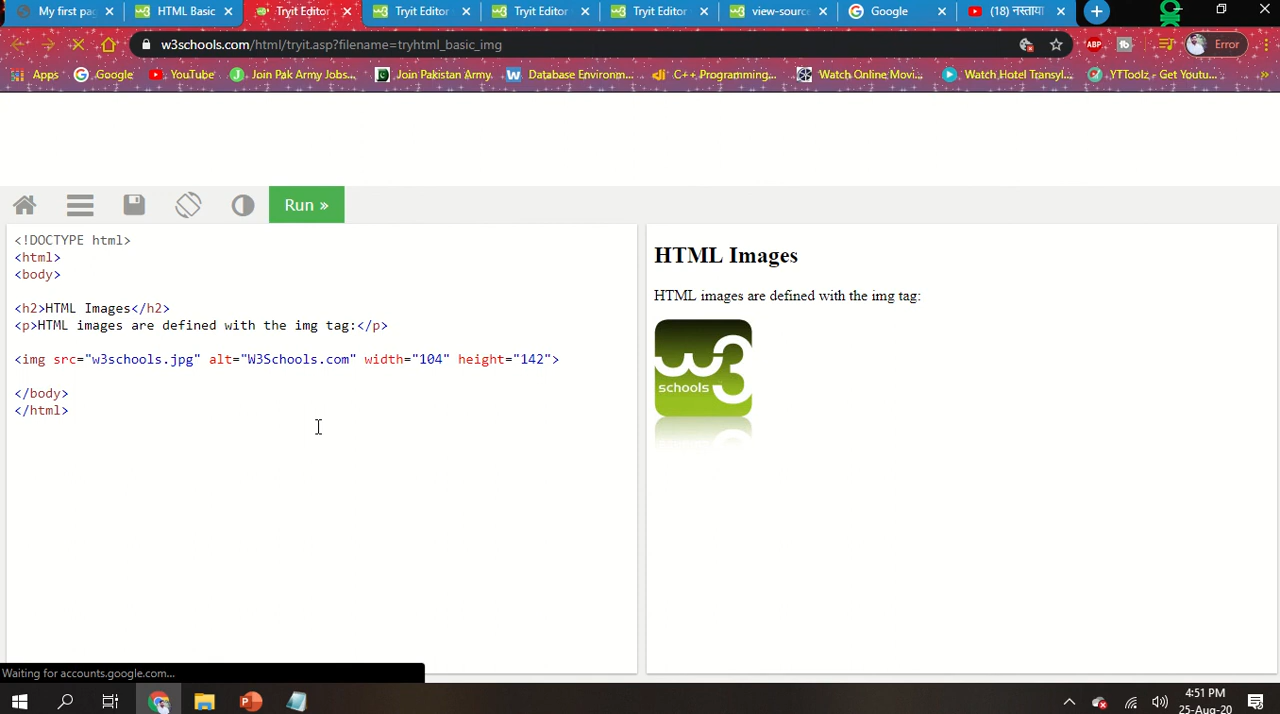 My first pag
HTML Basic
Tryit Editor
Tryit Editor
Tryit Editor
Tryit Editor
view-source
Google
(18) नस्ताया
w3schools.com/html/tryit.asp?filename=tryhtml_basic_img
ABP
Error
Apps
Google
YouTube
Join Pak Army Jobs...
Join Pakistan Army.
Database Environm...
C++ Programming,...
Watch Online Movi...
Watch Hotel Transyl...
YTToolz - Get Youtu...
Run »
<!DOCTYPE html>
<html>
<body>
<h2>HTML Images</h2>
<p>HTML images are defined with the img tag:</p>
<img src="w3schools.jpg" alt="W3Schools.com" width="104" height="142">
</body>
</html>
HTML Images
HTML images are defined with the img tag:
w3
schools
Waiting for accounts.google.com...
4:51 PM
25-Aug-20